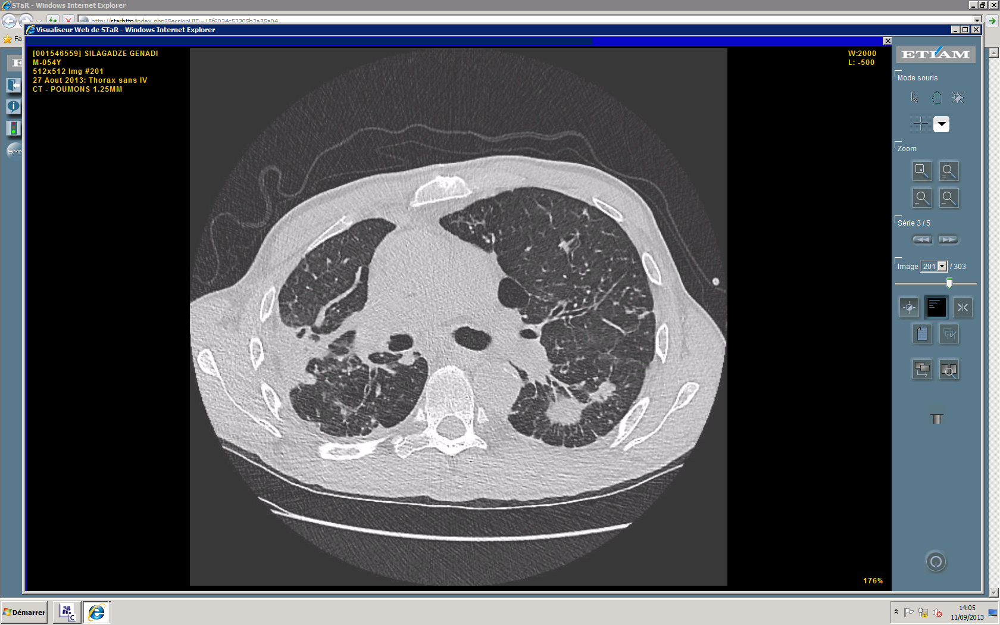 STaR - Windows Internet Explorer
http://starhttp/index.php?SessionUID=15f6034c52305b2a35a04
Visualiseur Web de STaR - Windows Internet Explorer
Fa
[001546559] SILAGADZE GENADI
M-054Y
512x512 Img #201
27 Aout 2013: Thorax sans IV
CT - POUMONS 1.25MM
W:2000
L: -500
E
SMM
ETIAM
Mode souris
Zoom
Série 3 / 5
Image 201 / 303
176%
Démarrer
M C
14:05
11/09/2013